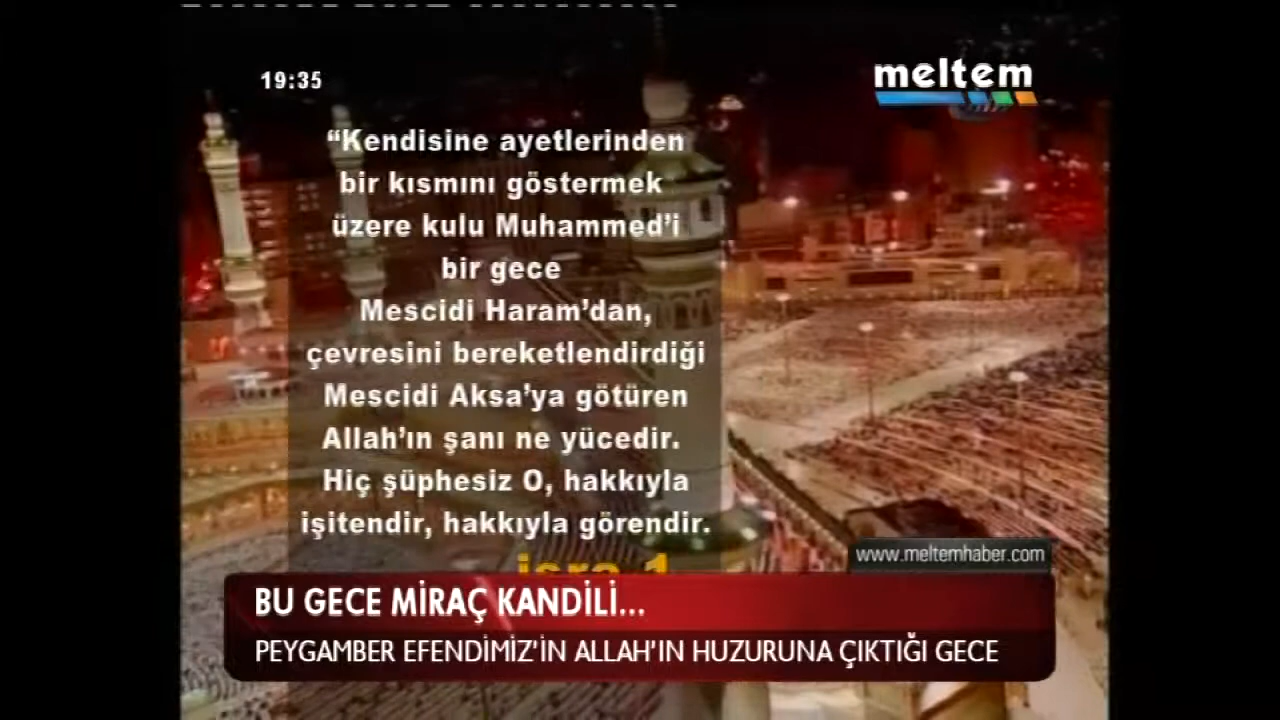 19:35
meltem
“Kendisine ayetlerinden
bir kısmını göstermek
üzere kulu Muhammed’i
bir gece
Mescidi Haram’dan,
çevresini bereketlendirdiği
Mescidi Aksa’ya götüren
Allah’ın şanı ne yücedir.
Hiç şüphesiz O, hakkıyla
işitendir, hakkıyla görendir.
isra 1
www.meltemhaber.com
BU GECE MİRAÇ KANDİLİ...
PEYGAMBER EFENDİMİZ'İN ALLAH'IN HUZURUNA ÇIKTIĞI GECE